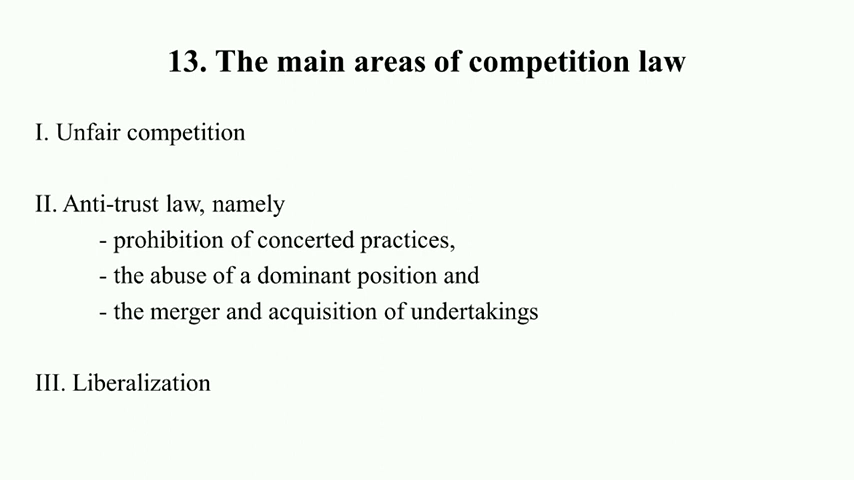 13. The main areas of competition law
I. Unfair competition
II. Anti-trust law, namely
- prohibition of concerted practices,
- the abuse of a dominant position and
- the merger and acquisition of undertakings
III. Liberalization